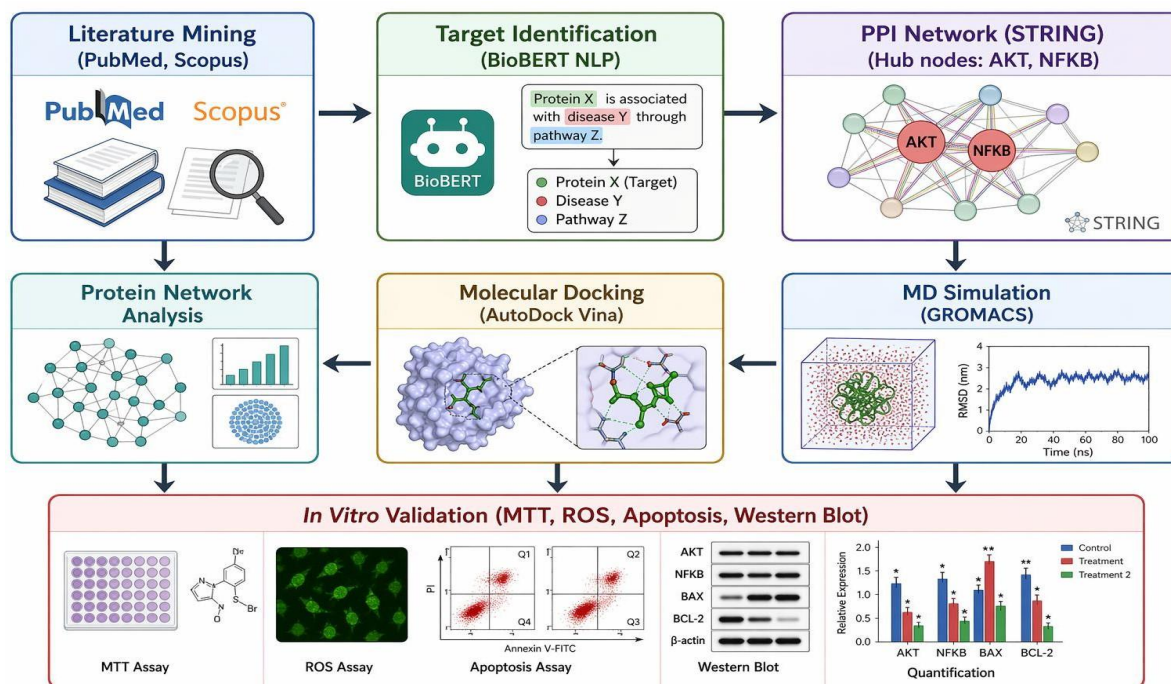 Literature Mining
(PubMed, Scopus)
PubMed
Scopus®
Target Identification
(BioBERT NLP)
BioBERT
Protein X is associated
with disease Y through
pathway Z.
Protein X (Target)
Disease Y
Pathway Z
PPI Network (STRING)
(Hub nodes: AKT, NFKB)
AKT
NFKB
STRING
Protein Network
Analysis
Molecular Docking
(AutoDock Vina)
MD Simulation
(GROMACS)
RMSD (nm)
4
3
2
1
0
0 20 40 60 80 100
Time (ns)
In Vitro Validation (MTT, ROS, Apoptosis, Western Blot)
N
N
S
Br
O
MTT Assay
ROS Assay
PI
Q1
Q4
Q2
Q3
Annexin V-FITC
Apoptosis Assay
AKT
NFKB
BAX
BCL-2
β-actin
Western Blot
Relative Expression
2.0
1.5
1.0
0.5
0.0
* * * * * * * ** * ** * *
Control
Treatment
Treatment 2
AKT NFKB BAX BCL-2
Quantification